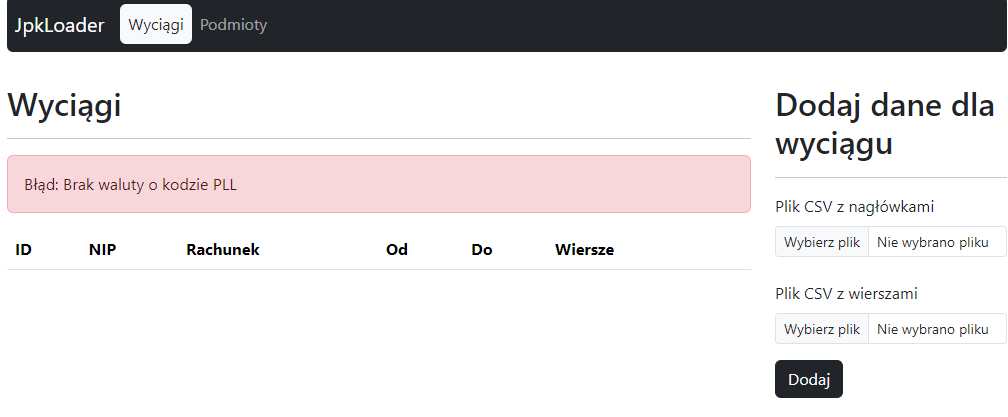 JpkLoader Wyciągi Podmioty
Wyciągi
Błąd: Brak waluty o kodzie PLL
ID NIP Rachunek Od Do Wiersze
Dodaj dane dla
wyciągu
Plik CSV z nagłówkami
Wybierz plik Nie wybrano pliku
Plik CSV z wierszami
Wybierz plik Nie wybrano pliku
Dodaj